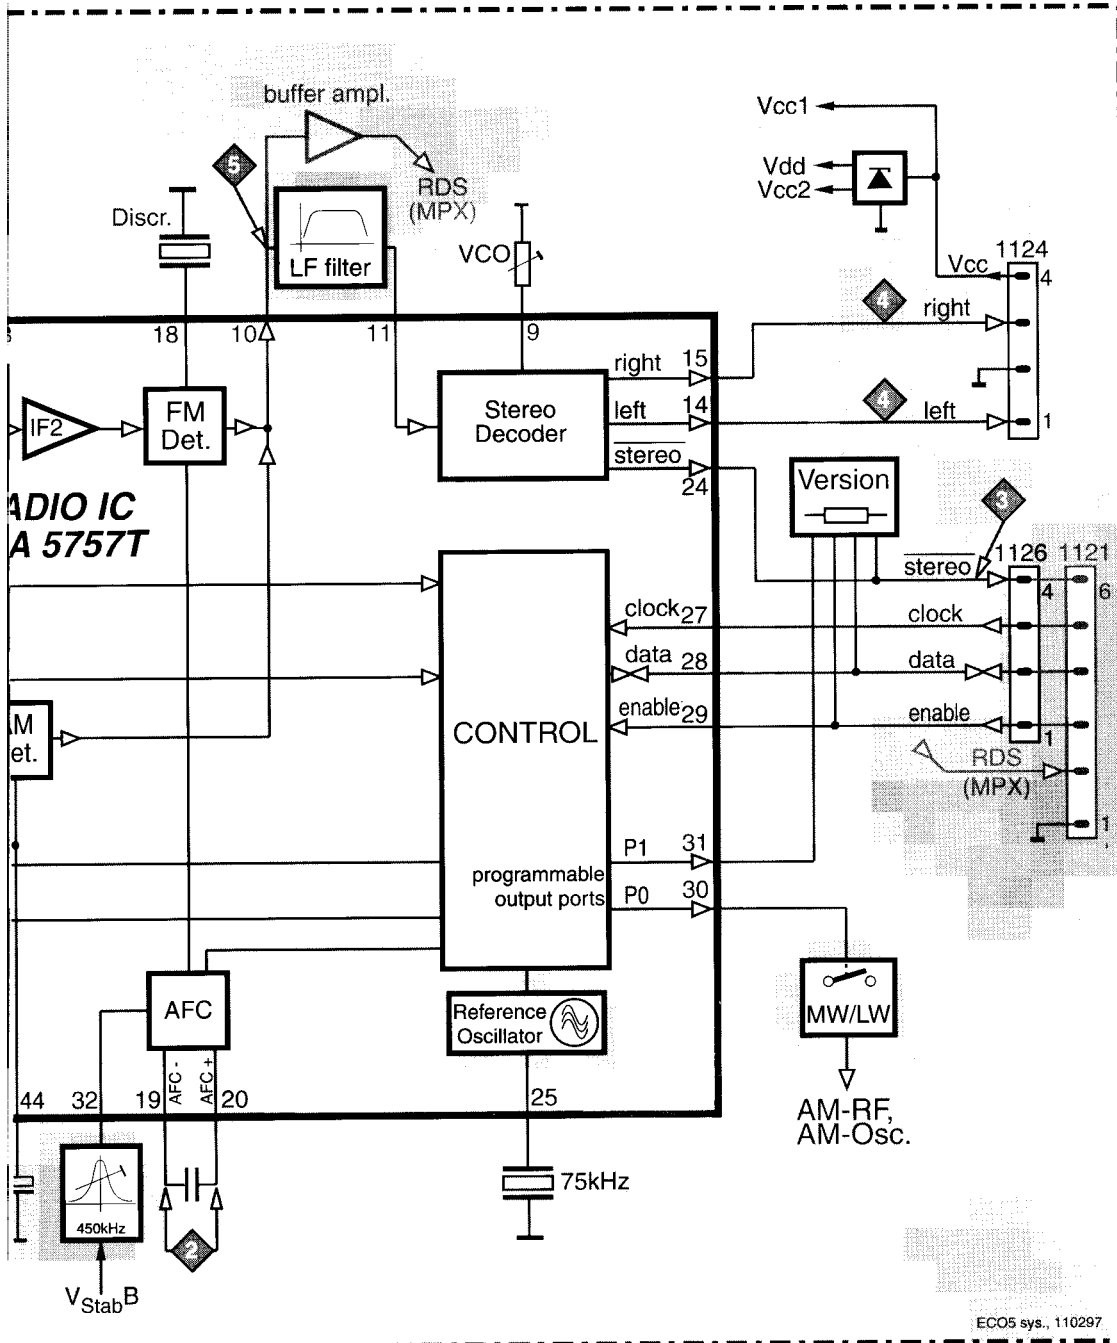 buffer ampl.
Vcc1
5
Vdd
Vcc2
RDS
(MPX)
Discr.
LF filter
VCO
1124
Vcc
4
4
right
18
10
11
9
right
15
IF2
FM
Det.
Stereo
Decoder
left
14
4
left
1
stereo
24
Version
3
ADIO IC
A 5757T
stereo
1126
1121
4
6
clock
27
clock
data
28
data
enable
29
enable
1
AM
et.
CONTROL
RDS
(MPX)
1
P1
31
programmable
output ports
P0
30
AFC
Reference
Oscillator
MW/LW
AFC -
AFC +
44
32
19
20
25
AM-RF,
AM-Osc.
75kHz
450kHz
2
VStabB
ECO5 sys., 110297